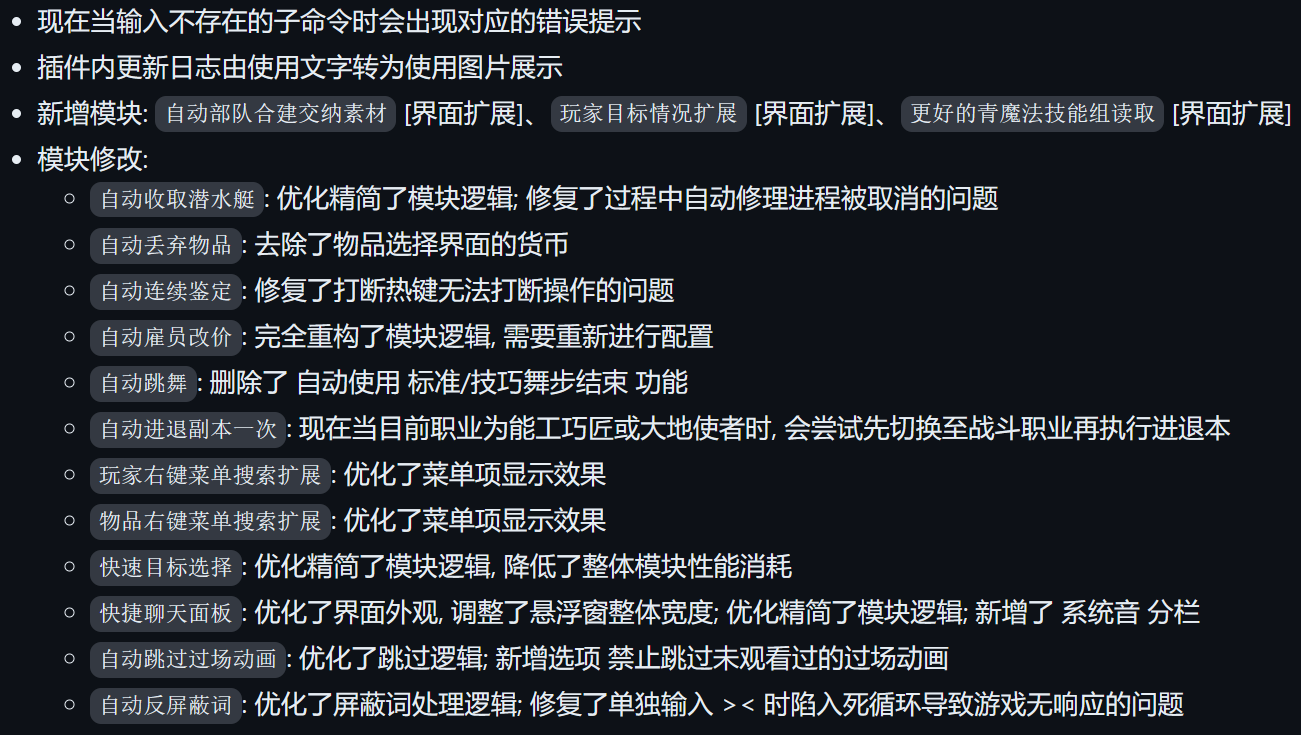 现在当输入不存在的子命令时会出现对应的错误提示
插件内更新日志由使用文字转为使用图片展示
新增模块: 自动部队合建交纳素材 [界面扩展]、 玩家目标情况扩展 [界面扩展]、 更好的青魔法技能组读取 [界面扩展]
模块修改:
自动收取潜水艇: 优化精简了模块逻辑; 修复了过程中自动修理进程被取消的问题
自动丢弃物品: 去除了物品选择界面的货币
自动连续鉴定: 修复了打断热键无法打断操作的问题
自动雇员改价: 完全重构了模块逻辑, 需要重新进行配置
自动跳舞: 删除了 自动使用 标准/技巧舞步结束 功能
自动进退副本一次: 现在当目前职业为能工巧匠或大地使者时, 会尝试先切换至战斗职业再执行进退本
玩家右键菜单搜索扩展: 优化了菜单项显示效果
物品右键菜单搜索扩展: 优化了菜单项显示效果
快速目标选择: 优化精简了模块逻辑, 降低了整体模块性能消耗
快捷聊天面板: 优化了界面外观, 调整了悬浮窗整体宽度; 优化精简了模块逻辑; 新增了 系统音 分栏
自动跳过过场动画: 优化了跳过逻辑; 新增选项 禁止跳过未观看过的过场动画
自动反屏蔽词: 优化了屏蔽词处理逻辑; 修复了单独输入 >< 时陷入死循环导致游戏无响应的问题